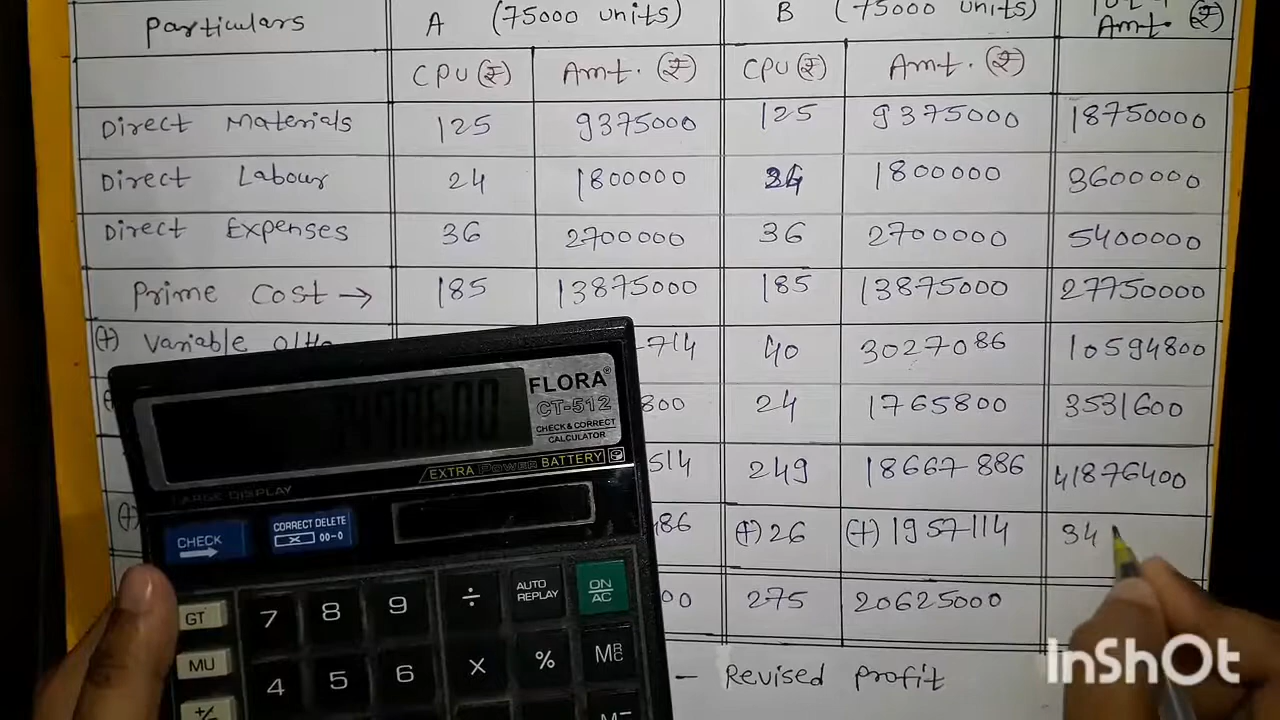 Particulars A (75000 units) B (75000 units) Amt. (₹)
CPU(₹) Amt. (₹) CPU(₹) Amt. (₹)
Direct Materials 125 9375000 125 9375000 18750000
Direct Labour 24 1800000 24 1800000 3600000
Direct Expenses 36 2700000 36 2700000 5400000
Prime Cost → 185 13875000 185 13875000 27750000
(+) Variable 714 40 3027086 10594800
800 24 1765800 3531600
514 249 18667886 41876400
(+) 486 (+) 26 (+) 1957114 34
00 275 20625000
- Revised profit
FLORA®
CT-512
CHECK & CORRECT
CALCULATOR
EXTRA POWER BATTERY
LARGE DISPLAY
CHECK
CORRECT DELETE
X 00→0
GT 7 8 9 ÷ AUTO REPLAY ON/AC
MU 4 5 6 X % MRC
+/- M-
InShOt